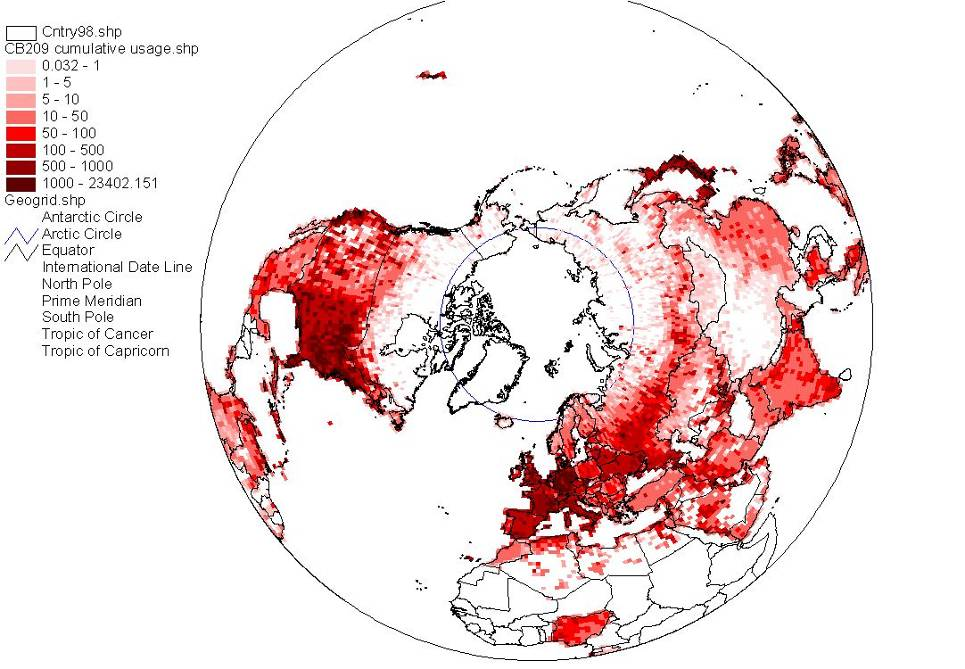 Cntry98.shp
CB209 cumulative usage.shp
0.032 - 1
1 - 5
5 - 10
10 - 50
50 - 100
100 - 500
500 - 1000
1000 - 23402.151
Geogrid.shp
Antarctic Circle
Arctic Circle
Equator
International Date Line
North Pole
Prime Meridian
South Pole
Tropic of Cancer
Tropic of Capricorn